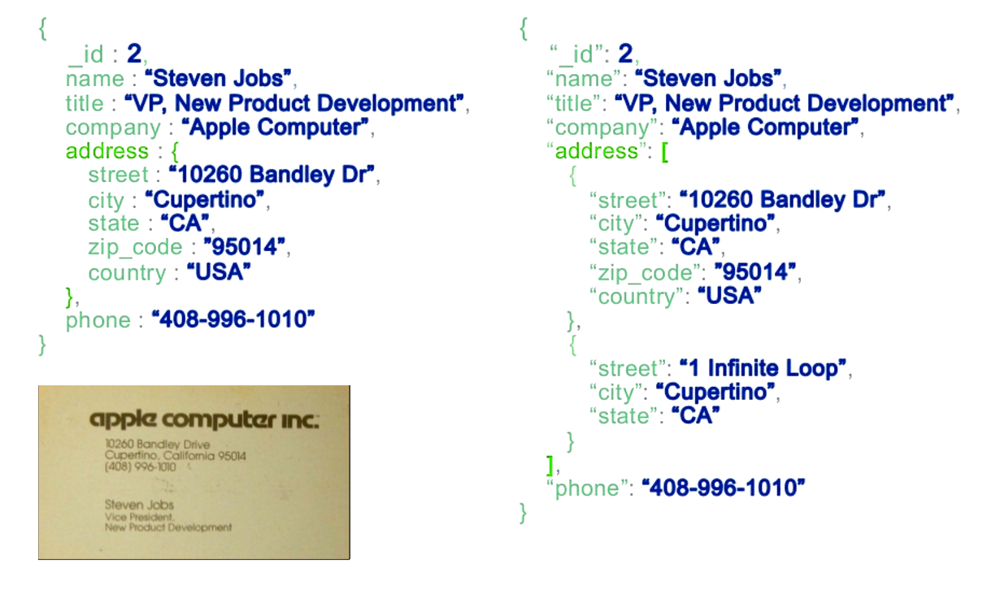 {
_id : 2,
name : “Steven Jobs”,
title : “VP, New Product Development”,
company : “Apple Computer”,
address : {
street : “10260 Bandley Dr”,
city : “Cupertino”,
state : “CA”,
zip_code : ”95014”,
country : “USA”
},
phone : “408-996-1010”
}
apple computer inc.
10260 Bandley Drive
Cupertino, California 95014
(408) 996-1010
Steven Jobs
Vice President,
New Product Development
{
“_id”: 2,
“name”: “Steven Jobs”,
“title”: “VP, New Product Development”,
“company”: “Apple Computer”,
“address”: [
{
“street”: “10260 Bandley Dr”,
“city”: “Cupertino”,
“state”: “CA”,
“zip_code”: ”95014”,
“country”: “USA”
},
{
“street”: “1 Infinite Loop”,
“city”: “Cupertino”,
“state”: “CA”
}
],
“phone”: “408-996-1010”
}